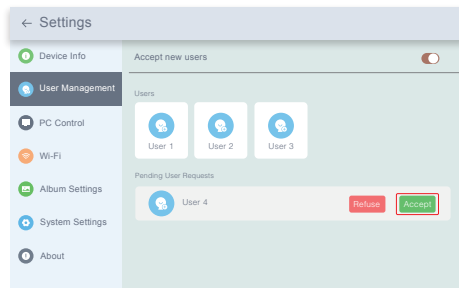 ← Settings
Device Info
User Management
PC Control
Wi-Fi
Album Settings
System Settings
About
Accept new users
Users
User 1
User 2
User 3
Pending User Requests
User 4
Refuse
Accept